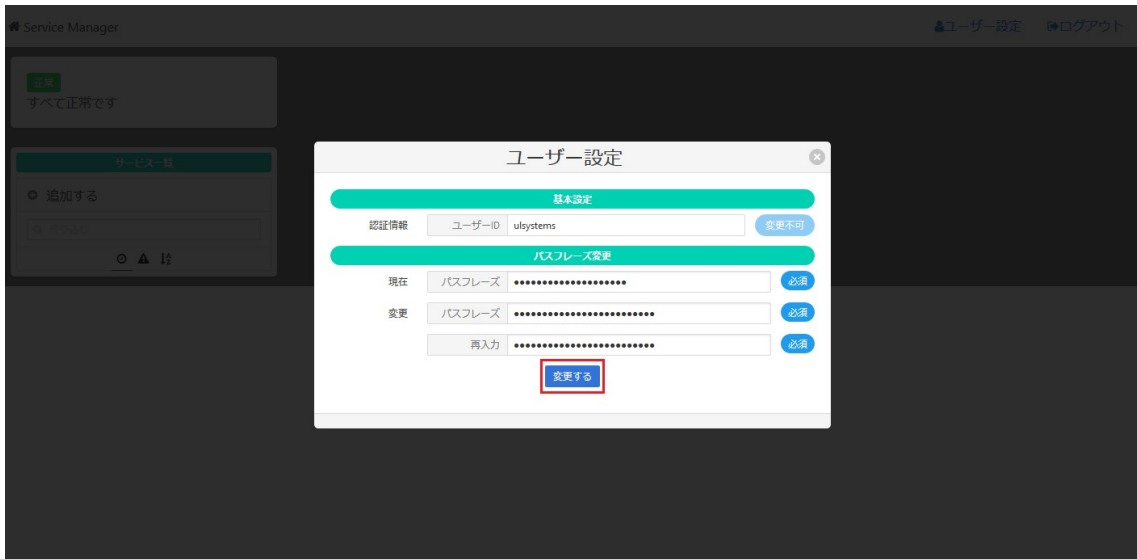 Service Manager
ユーザー設定 ログアウト
正常
すべて正常です
サービス一覧
追加する
ユーザー設定
基本設定
認証情報 ユーザーID ulsystems 変更不可
パスフレーズ変更
現在 パスフレーズ •••••••••••••••••••• 必須
変更 パスフレーズ ••••••••••••••••••••••••• 必須
再入力 ••••••••••••••••••••••••• 必須
変更する